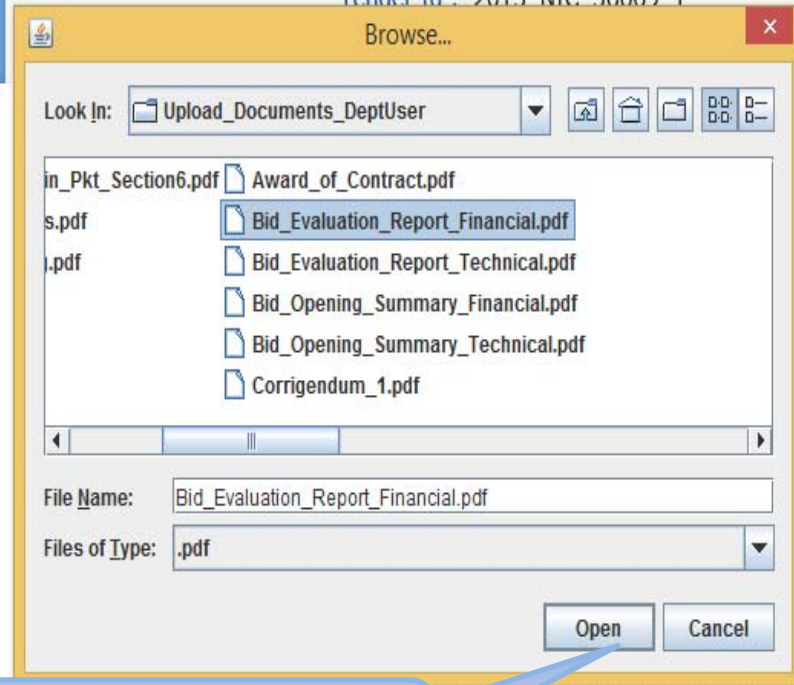 Browse...
Look In: Upload_Documents_DeptUser
in_Pkt_Section6.pdf Award_of_Contract.pdf
s.pdf Bid_Evaluation_Report_Financial.pdf
.pdf Bid_Evaluation_Report_Technical.pdf
Bid_Opening_Summary_Financial.pdf
Bid_Opening_Summary_Technical.pdf
Corrigendum_1.pdf
File Name: Bid_Evaluation_Report_Financial.pdf
Files of Type: .pdf
Open Cancel